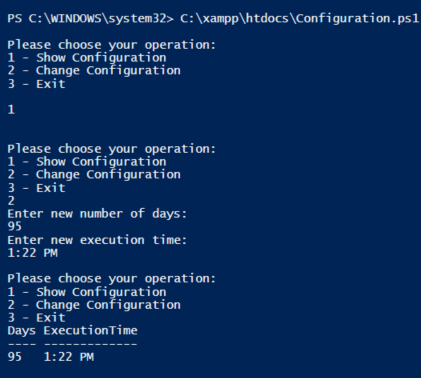 PS C:\WINDOWS\system32> C:\xampp\htdocs\Configuration.ps1
Please choose your operation:
1 - Show Configuration
2 - Change Configuration
3 - Exit
1
Please choose your operation:
1 - Show Configuration
2 - Change Configuration
3 - Exit
2
Enter new number of days:
95
Enter new execution time:
1:22 PM
Please choose your operation:
1 - Show Configuration
2 - Change Configuration
3 - Exit
Days ExecutionTime
---- -------------
95   1:22 PM